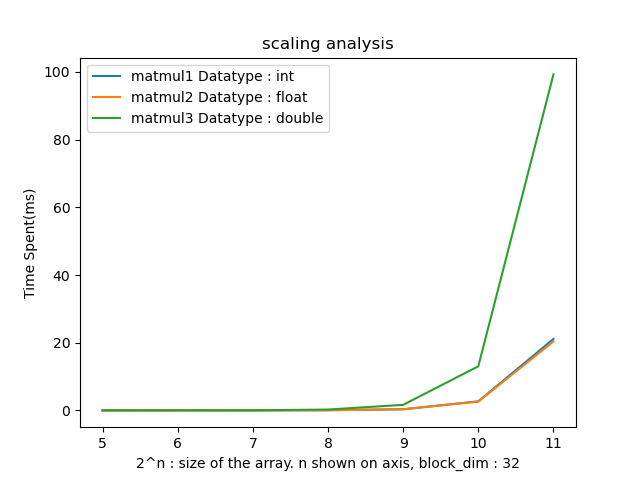 scaling analysis
matmul1 Datatype : int
matmul2 Datatype : float
matmul3 Datatype : double
Time Spent(ms)
100
80
60
40
20
0
5 6 7 8 9 10 11
2^n : size of the array. n shown on axis, block_dim : 32